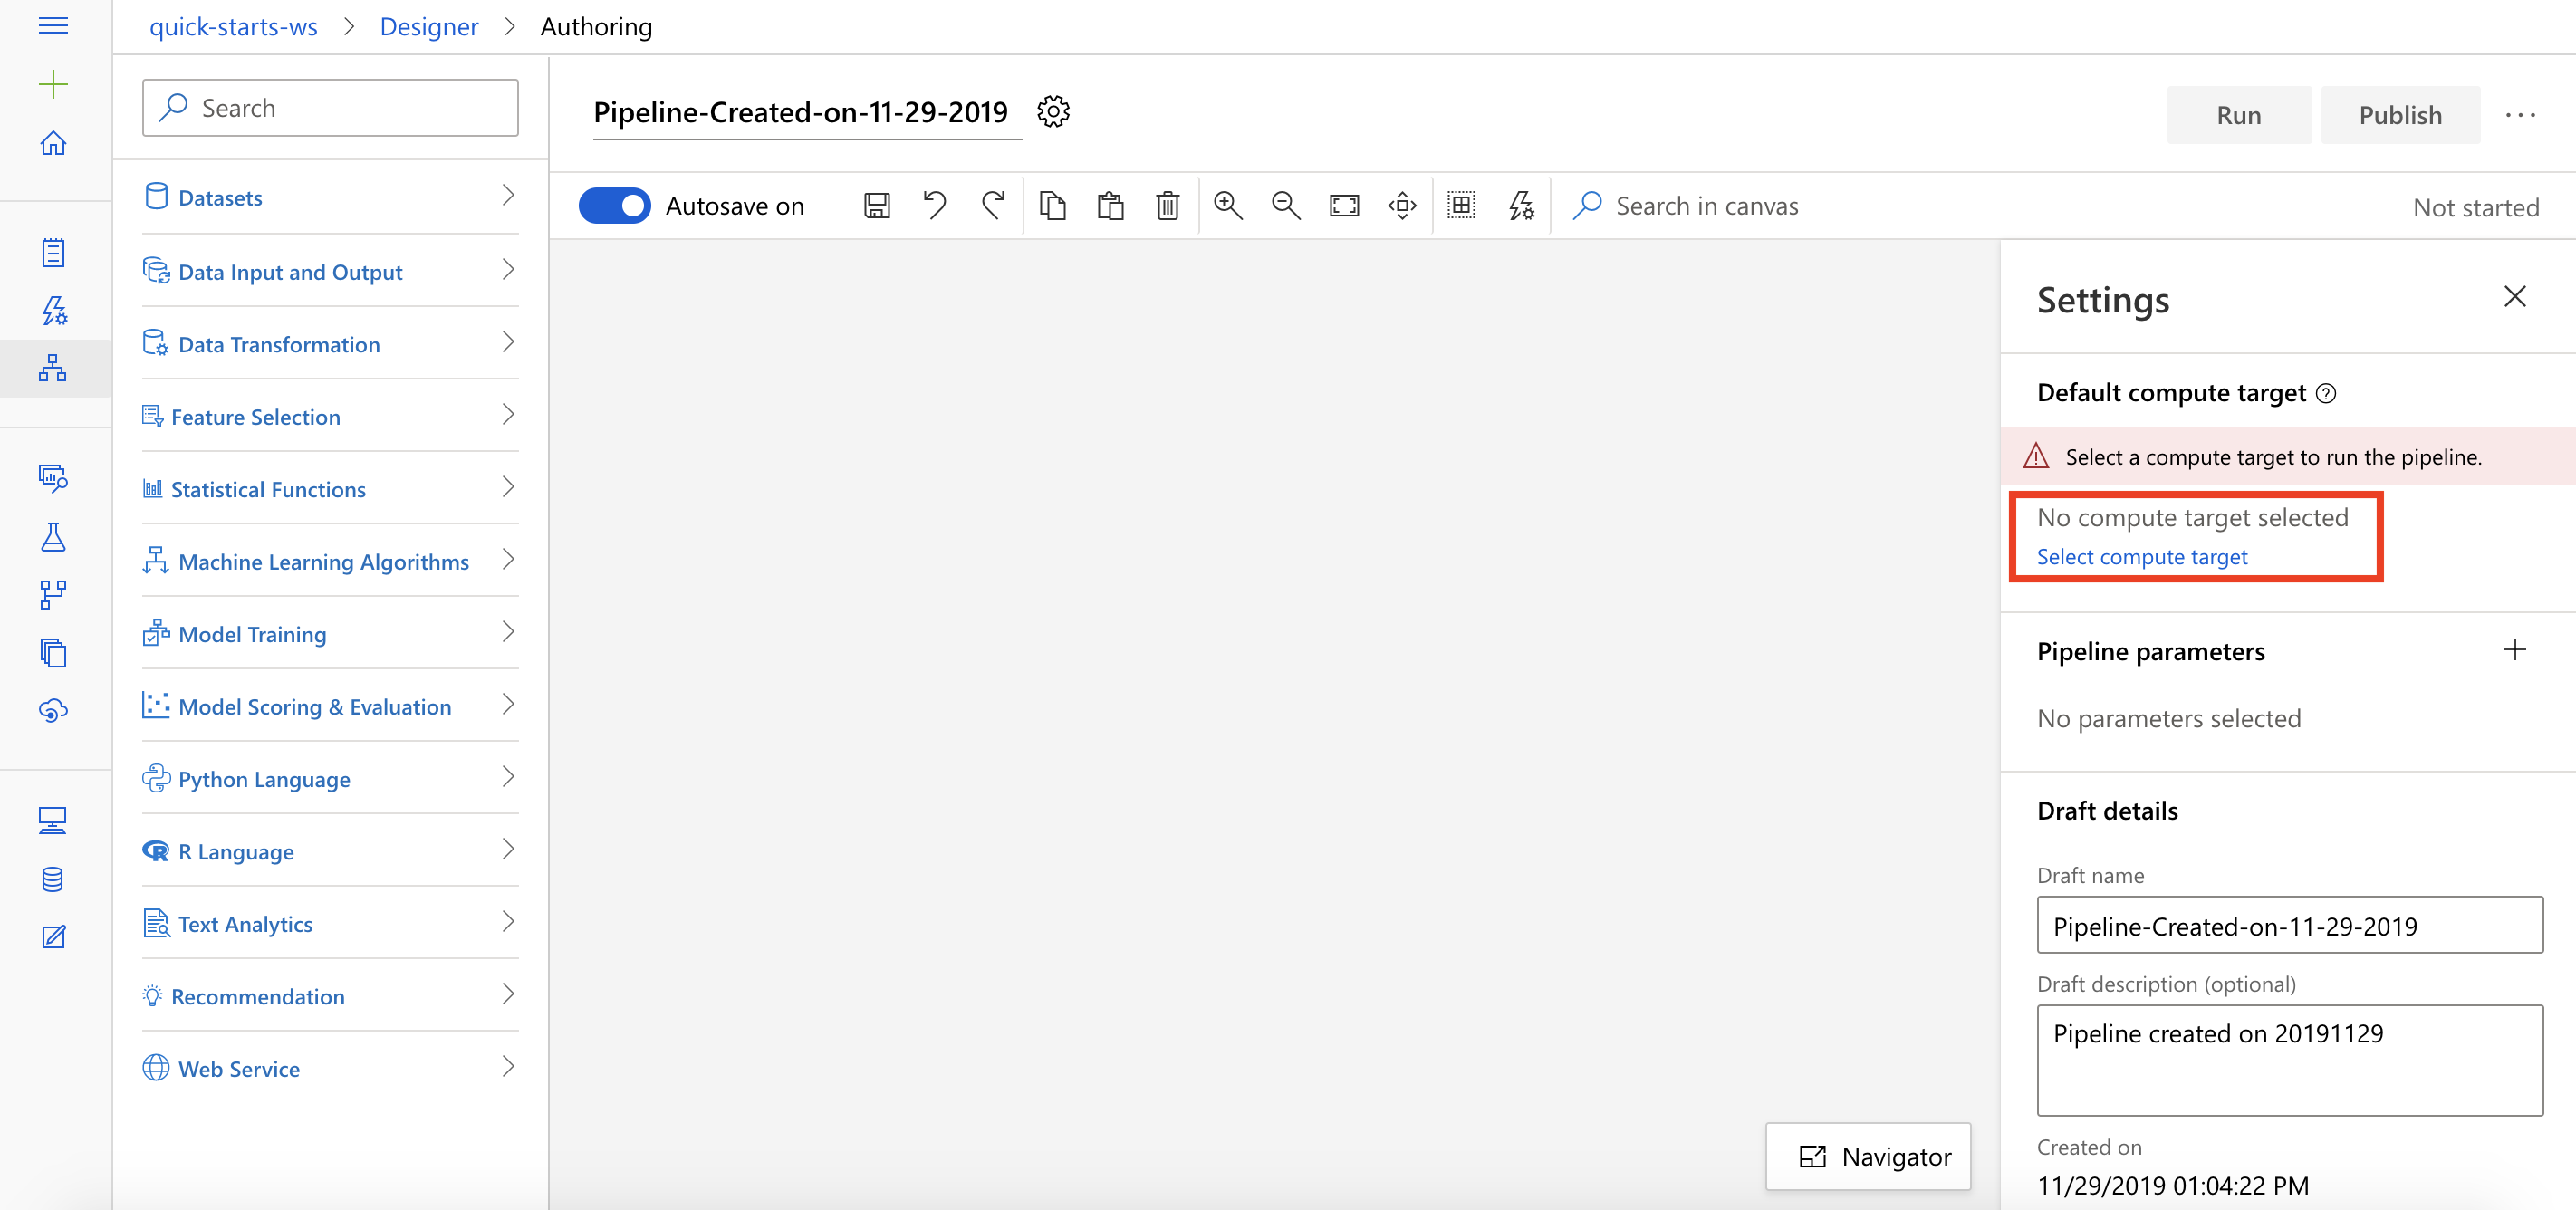 quick-starts-ws > Designer > Authoring
Search
Pipeline-Created-on-11-29-2019
Run
Publish
...
Autosave on
Search in canvas
Not started
Datasets
Data Input and Output
Data Transformation
Feature Selection
Statistical Functions
Machine Learning Algorithms
Model Training
Model Scoring & Evaluation
Python Language
R Language
Text Analytics
Recommendation
Web Service
Navigator
Settings
Default compute target
Select a compute target to run the pipeline.
No compute target selected
Select compute target
Pipeline parameters
No parameters selected
Draft details
Draft name
Pipeline-Created-on-11-29-2019
Draft description (optional)
Pipeline created on 20191129
Created on
11/29/2019 01:04:22 PM